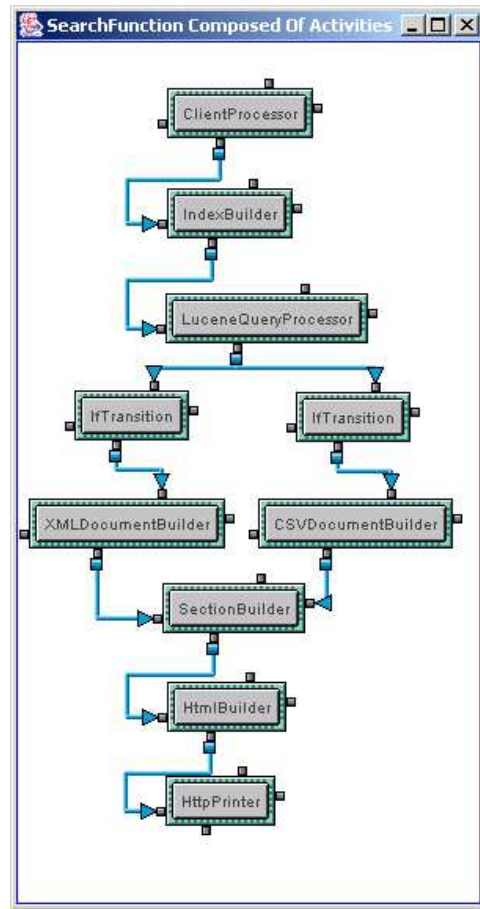 SearchFunction Composed Of Activities
ClientProcessor
IndexBuilder
LuceneQueryProcessor
IfTransition
IfTransition
XMLDocumentBuilder
CSVDocumentBuilder
SectionBuilder
HtmlBuilder
HttpPrinter